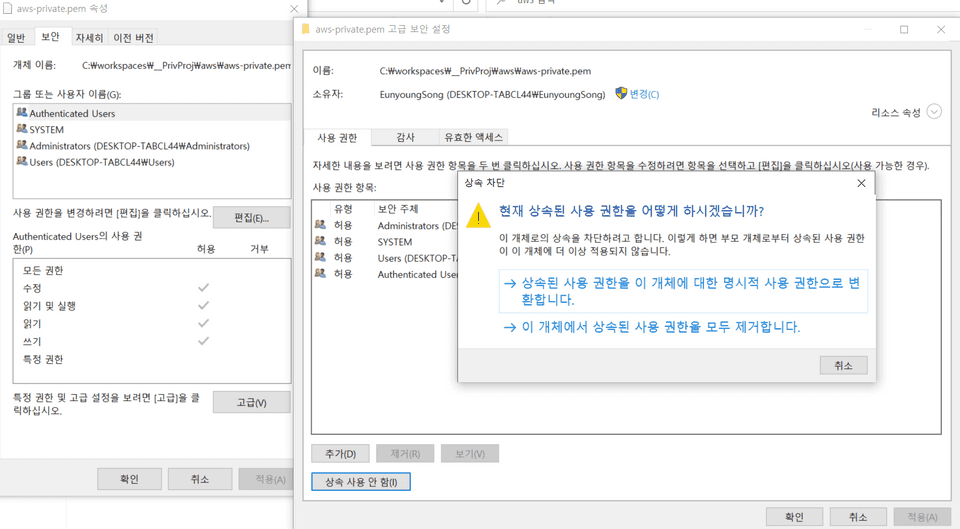 aws-private.pem 속성
일반
보안
자세히
이전 버전
개체 이름:
C:₩workspaces₩__PrivProj₩aws₩aws-private.pem
그룹 또는 사용자 이름(G):
Authenticated Users
SYSTEM
Administrators (DESKTOP-TABCL44₩Administrators)
Users (DESKTOP-TABCL44₩Users)
사용 권한을 변경하려면 [편집]을 클릭하십시오.
편집(E)...
Authenticated Users의 사용 권
한(P)
허용
거부
모든 권한
수정
읽기 및 실행
읽기
쓰기
특정 권한
특정 권한 및 고급 설정을 보려면 [고급]을 클
릭하십시오.
고급(V)
확인
취소
적용(A)
aws-private.pem 고급 보안 설정
이름:
C:₩workspaces₩__PrivProj₩aws₩aws-private.pem
소유자:
EunyoungSong (DESKTOP-TABCL44₩EunyoungSong)
변경(C)
리소스 속성
사용 권한
감사
유효한 액세스
자세한 내용을 보려면 사용 권한 항목을 두 번 클릭하십시오. 사용 권한 항목을 수정하려면 항목을 선택하고 [편집]을 클릭하십시오(사용 가능한 경우).
사용 권한 항목:
유형
보안 주체
허용
Administrators (DES
허용
SYSTEM
허용
Users (DESKTOP-TA
허용
Authenticated User
상속 차단
현재 상속된 사용 권한을 어떻게 하시겠습니까?
이 개체로의 상속을 차단하려고 합니다. 이렇게 하면 부모 개체로부터 상속된 사용 권한
이 이 개체에 더 이상 적용되지 않습니다.
→ 상속된 사용 권한을 이 개체에 대한 명시적 사용 권한으로 변
환합니다.
→ 이 개체에서 상속된 사용 권한을 모두 제거합니다.
취소
추가(D)
제거(R)
보기(V)
상속 사용 안 함(I)
확인
취소
적용(A)